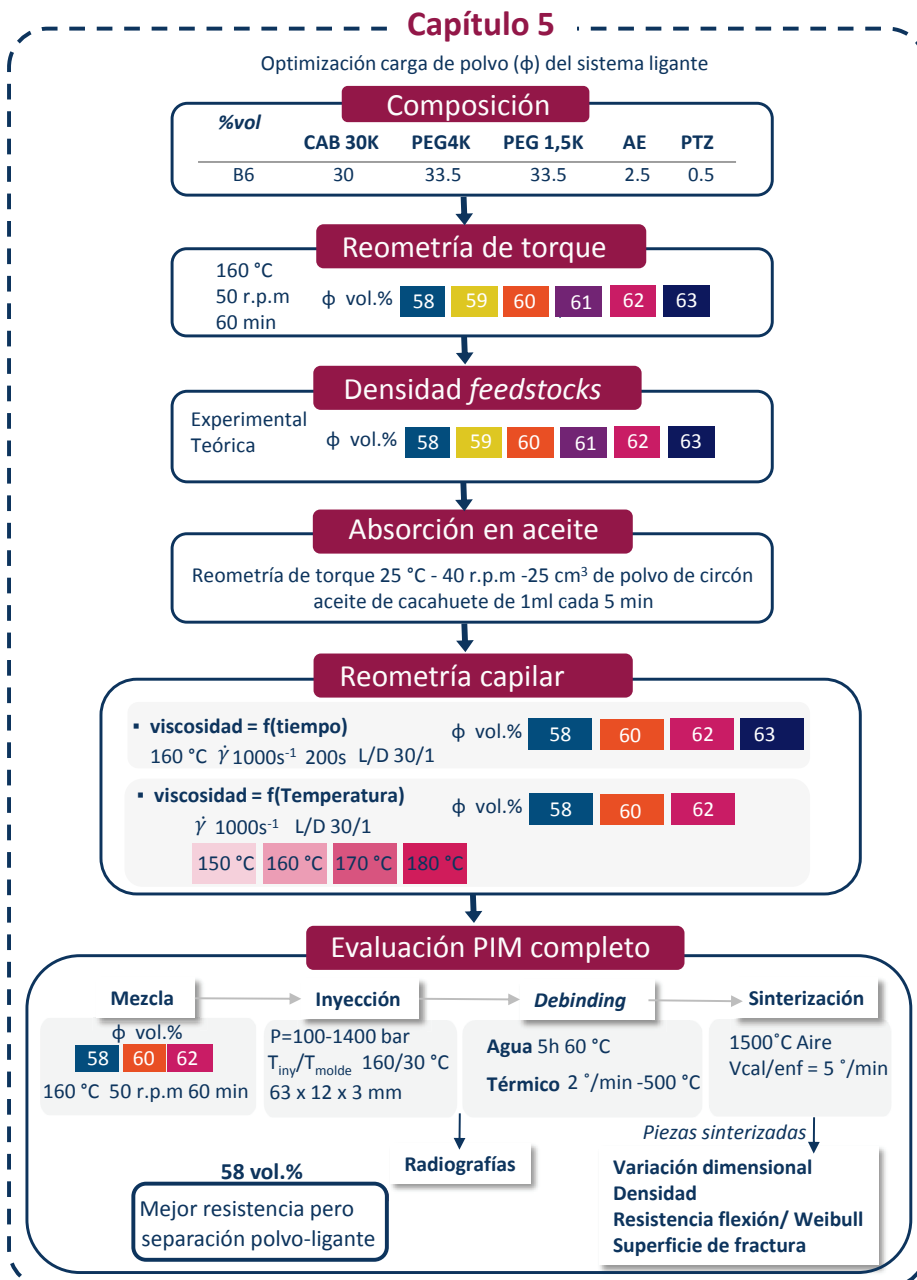 Capítulo 5
Optimización carga de polvo (ϕ) del sistema ligante
Composición
%vol
CAB 30K PEG4K PEG 1,5K AE PTZ
B6 30 33.5 33.5 2.5 0.5
Reometría de torque
160 °C
50 r.p.m
60 min
ϕ vol.% 58 59 60 61 62 63
Densidad feedstocks
Experimental
Teórica
ϕ vol.% 58 59 60 61 62 63
Absorción en aceite
Reometría de torque 25 °C - 40 r.p.m -25 cm³ de polvo de circón
aceite de cacahuete de 1ml cada 5 min
Reometría capilar
▪ viscosidad = f(tiempo)
160 °C γ̇ 1000s⁻¹ 200s L/D 30/1
ϕ vol.% 58 60 62 63
▪ viscosidad = f(Temperatura)
γ̇ 1000s⁻¹ L/D 30/1
ϕ vol.% 58 60 62
150 °C 160 °C 170 °C 180 °C
Evaluación PIM completo
Mezcla
ϕ vol.%
58 60 62
160 °C 50 r.p.m 60 min
Inyección
P=100-1400 bar
Tiny/Tmolde 160/30 °C
63 x 12 x 3 mm
Radiografías
Debinding
Agua 5h 60 °C
Térmico 2 °/min -500 °C
Sinterización
1500°C Aire
Vcal/enf = 5 °/min
Piezas sinterizadas
Variación dimensional
Densidad
Resistencia flexión/ Weibull
Superficie de fractura
58 vol.%
Mejor resistencia pero
separación polvo-ligante